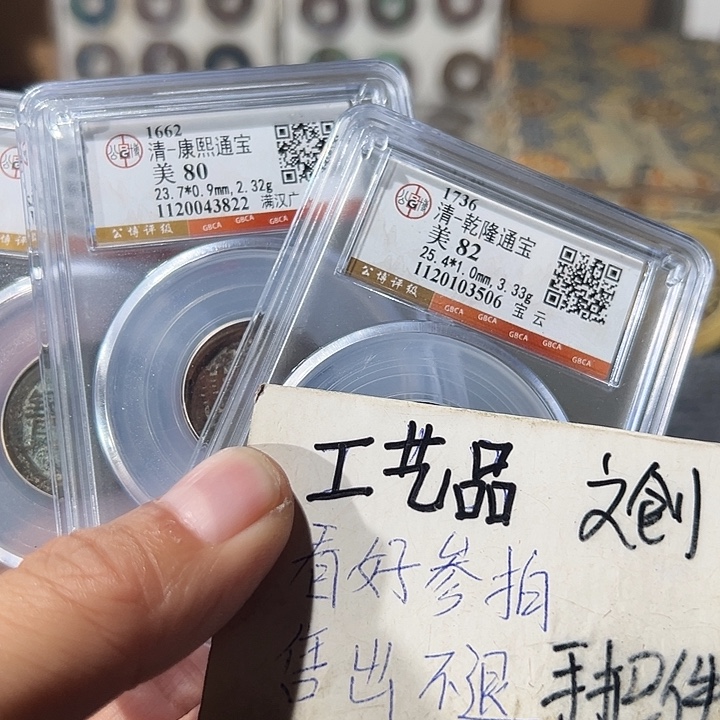 1662
清-康熙通宝
美 80
23.7*0.9mm, 2.32g
1120043822 满汉广
公博评级 GBCA GBCA GBCA
1736
清-乾隆通宝
美 82
25.4*1.0mm, 3.33g
1120103506 宝云
公博评级 GBCA GBCA GBCA GBCA GBCA
工艺品 文创
看好参拍
售出不退 手把件